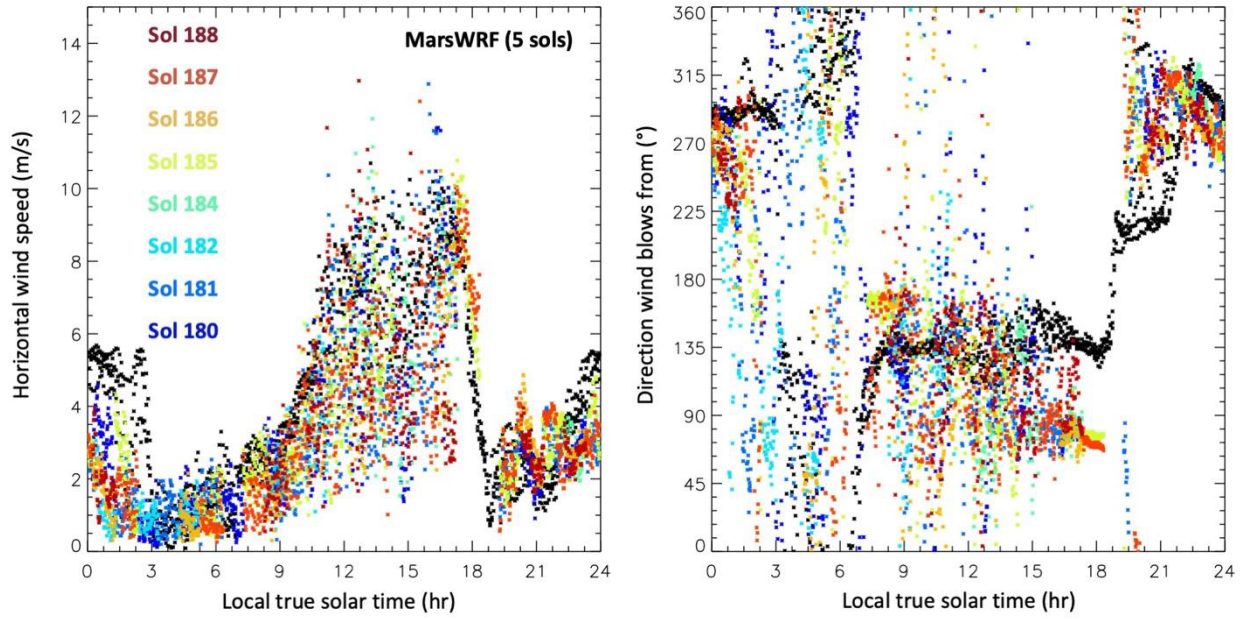 MarsWRF (5 sols)
Sol 188
Sol 187
Sol 186
Sol 185
Sol 184
Sol 182
Sol 181
Sol 180
Horizontal wind speed (m/s)
14
12
10
8
6
4
2
0
0 3 6 9 12 15 18 21 24
Local true solar time (hr)
Direction wind blows from (°)
360
315
270
225
180
135
90
45
0
0 3 6 9 12 15 18 21 24
Local true solar time (hr)